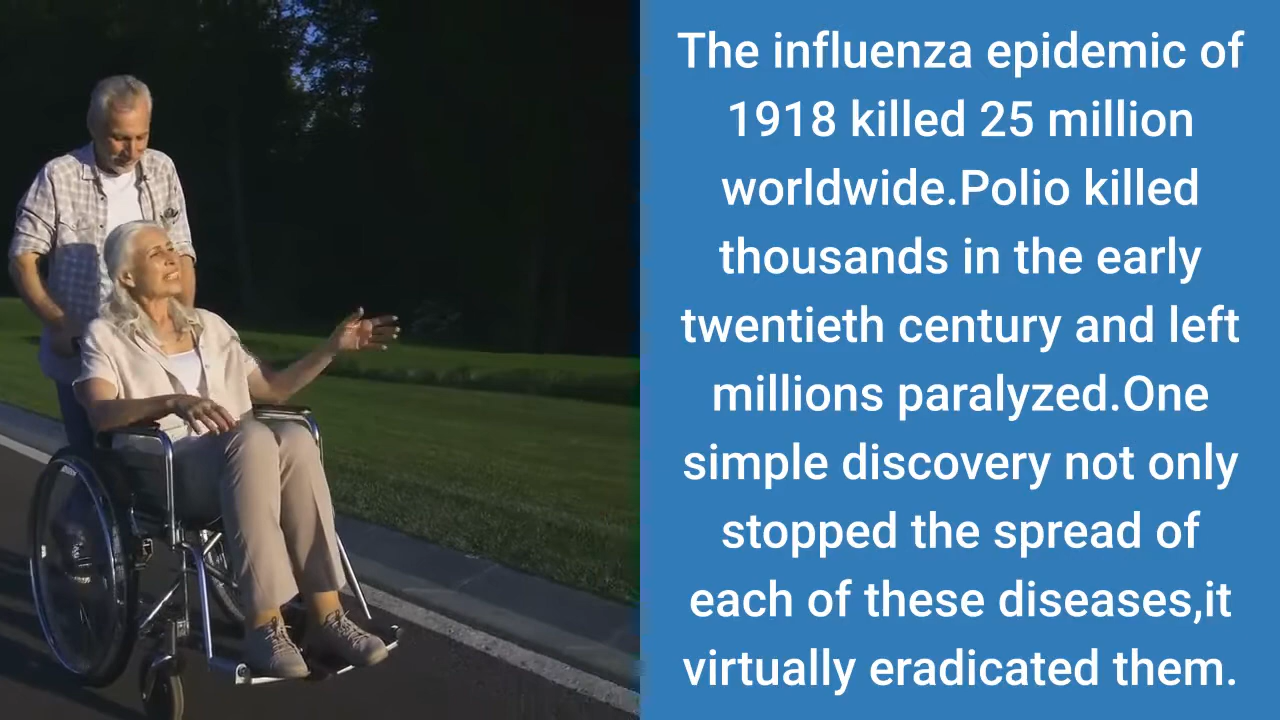 The influenza epidemic of
1918 killed 25 million
worldwide.Polio killed
thousands in the early
twentieth century and left
millions paralyzed.One
simple discovery not only
stopped the spread of
each of these diseases,it
virtually eradicated them.